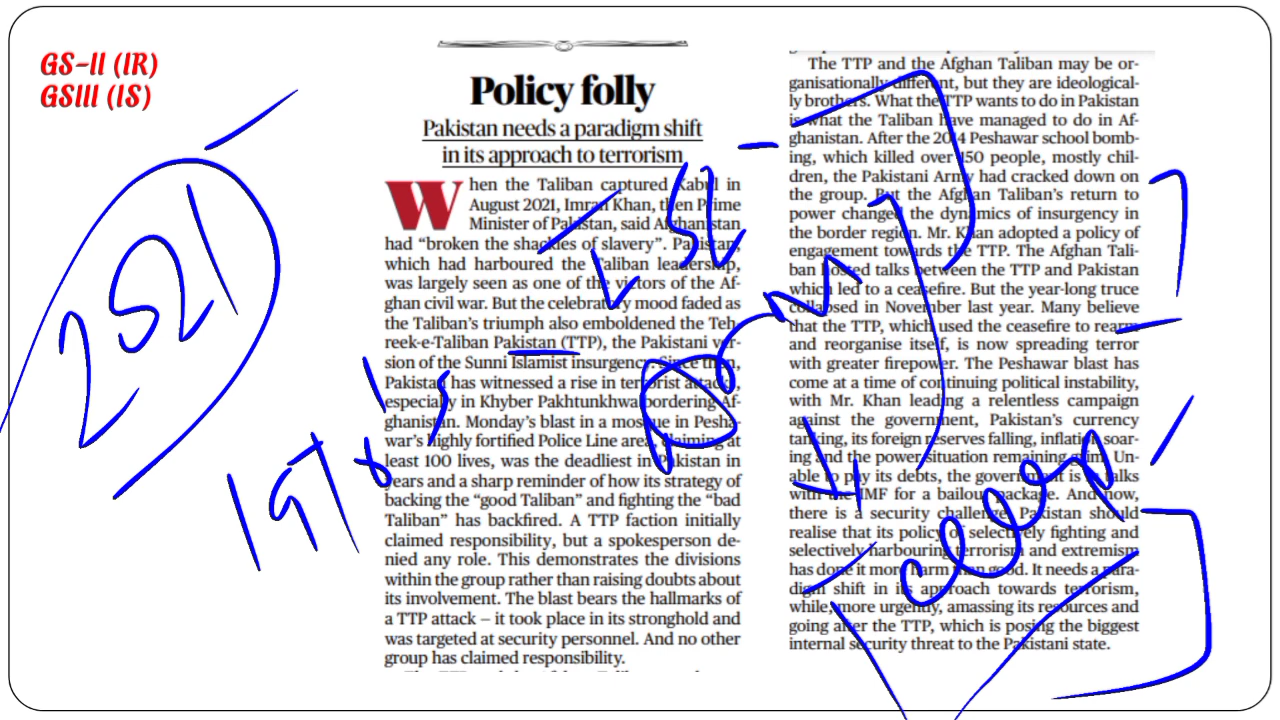 GS-II (IR)
GSIII (IS)
Policy folly
Pakistan needs a paradigm shift
in its approach to terrorism
When the Taliban captured Kabul in
August 2021, Imran Khan, then Prime
Minister of Pakistan, said Afghanistan
had “broken the shackles of slavery”. Pakistan,
which had harboured the Taliban leadership,
was largely seen as one of the victors of the Af-
ghan civil war. But the celebratory mood faded as
the Taliban’s triumph also emboldened the Teh-
reek-e-Taliban Pakistan (TTP), the Pakistani ver-
sion of the Sunni Islamist insurgency. Since then,
Pakistan has witnessed a rise in terrorist attacks,
especially in Khyber Pakhtunkhwa bordering Af-
ghanistan. Monday’s blast in a mosque in Pesha-
war’s highly fortified Police Line area, claiming at
least 100 lives, was the deadliest in Pakistan in
years and a sharp reminder of how its strategy of
backing the “good Taliban” and fighting the “bad
Taliban” has backfired. A TTP faction initially
claimed responsibility, but a spokesperson de-
nied any role. This demonstrates the divisions
within the group rather than raising doubts about
its involvement. The blast bears the hallmarks of
a TTP attack – it took place in its stronghold and
was targeted at security personnel. And no other
group has claimed responsibility.
The TTP and the Afghan Taliban may be or-
ganisationally different, but they are ideological-
ly brothers. What the TTP wants to do in Pakistan
is what the Taliban have managed to do in Af-
ghanistan. After the 2014 Peshawar school bomb-
ing, which killed over 150 people, mostly chil-
dren, the Pakistani Army had cracked down on
the group. But the Afghan Taliban’s return to
power changed the dynamics of insurgency in
the border region. Mr. Khan adopted a policy of
engagement towards the TTP. The Afghan Tali-
ban hosted talks between the TTP and Pakistan
which led to a ceasefire. But the year-long truce
collapsed in November last year. Many believe
that the TTP, which used the ceasefire to rearm
and reorganise itself, is now spreading terror
with greater firepower. The Peshawar blast has
come at a time of continuing political instability,
with Mr. Khan leading a relentless campaign
against the government, Pakistan’s currency
tanking, its foreign reserves falling, inflation soar-
ing and the power situation remaining grim. Un-
able to pay its debts, the government is in talks
with the IMF for a bailout package. And now,
there is a security challenge. Pakistan should
realise that its policy of selectively fighting and
selectively harbouring terrorism and extremism
has done it more harm than good. It needs a para-
digm shift in its approach towards terrorism,
while, more urgently, amassing its resources and
going after the TTP, which is posing the biggest
internal security threat to the Pakistani state.
2521